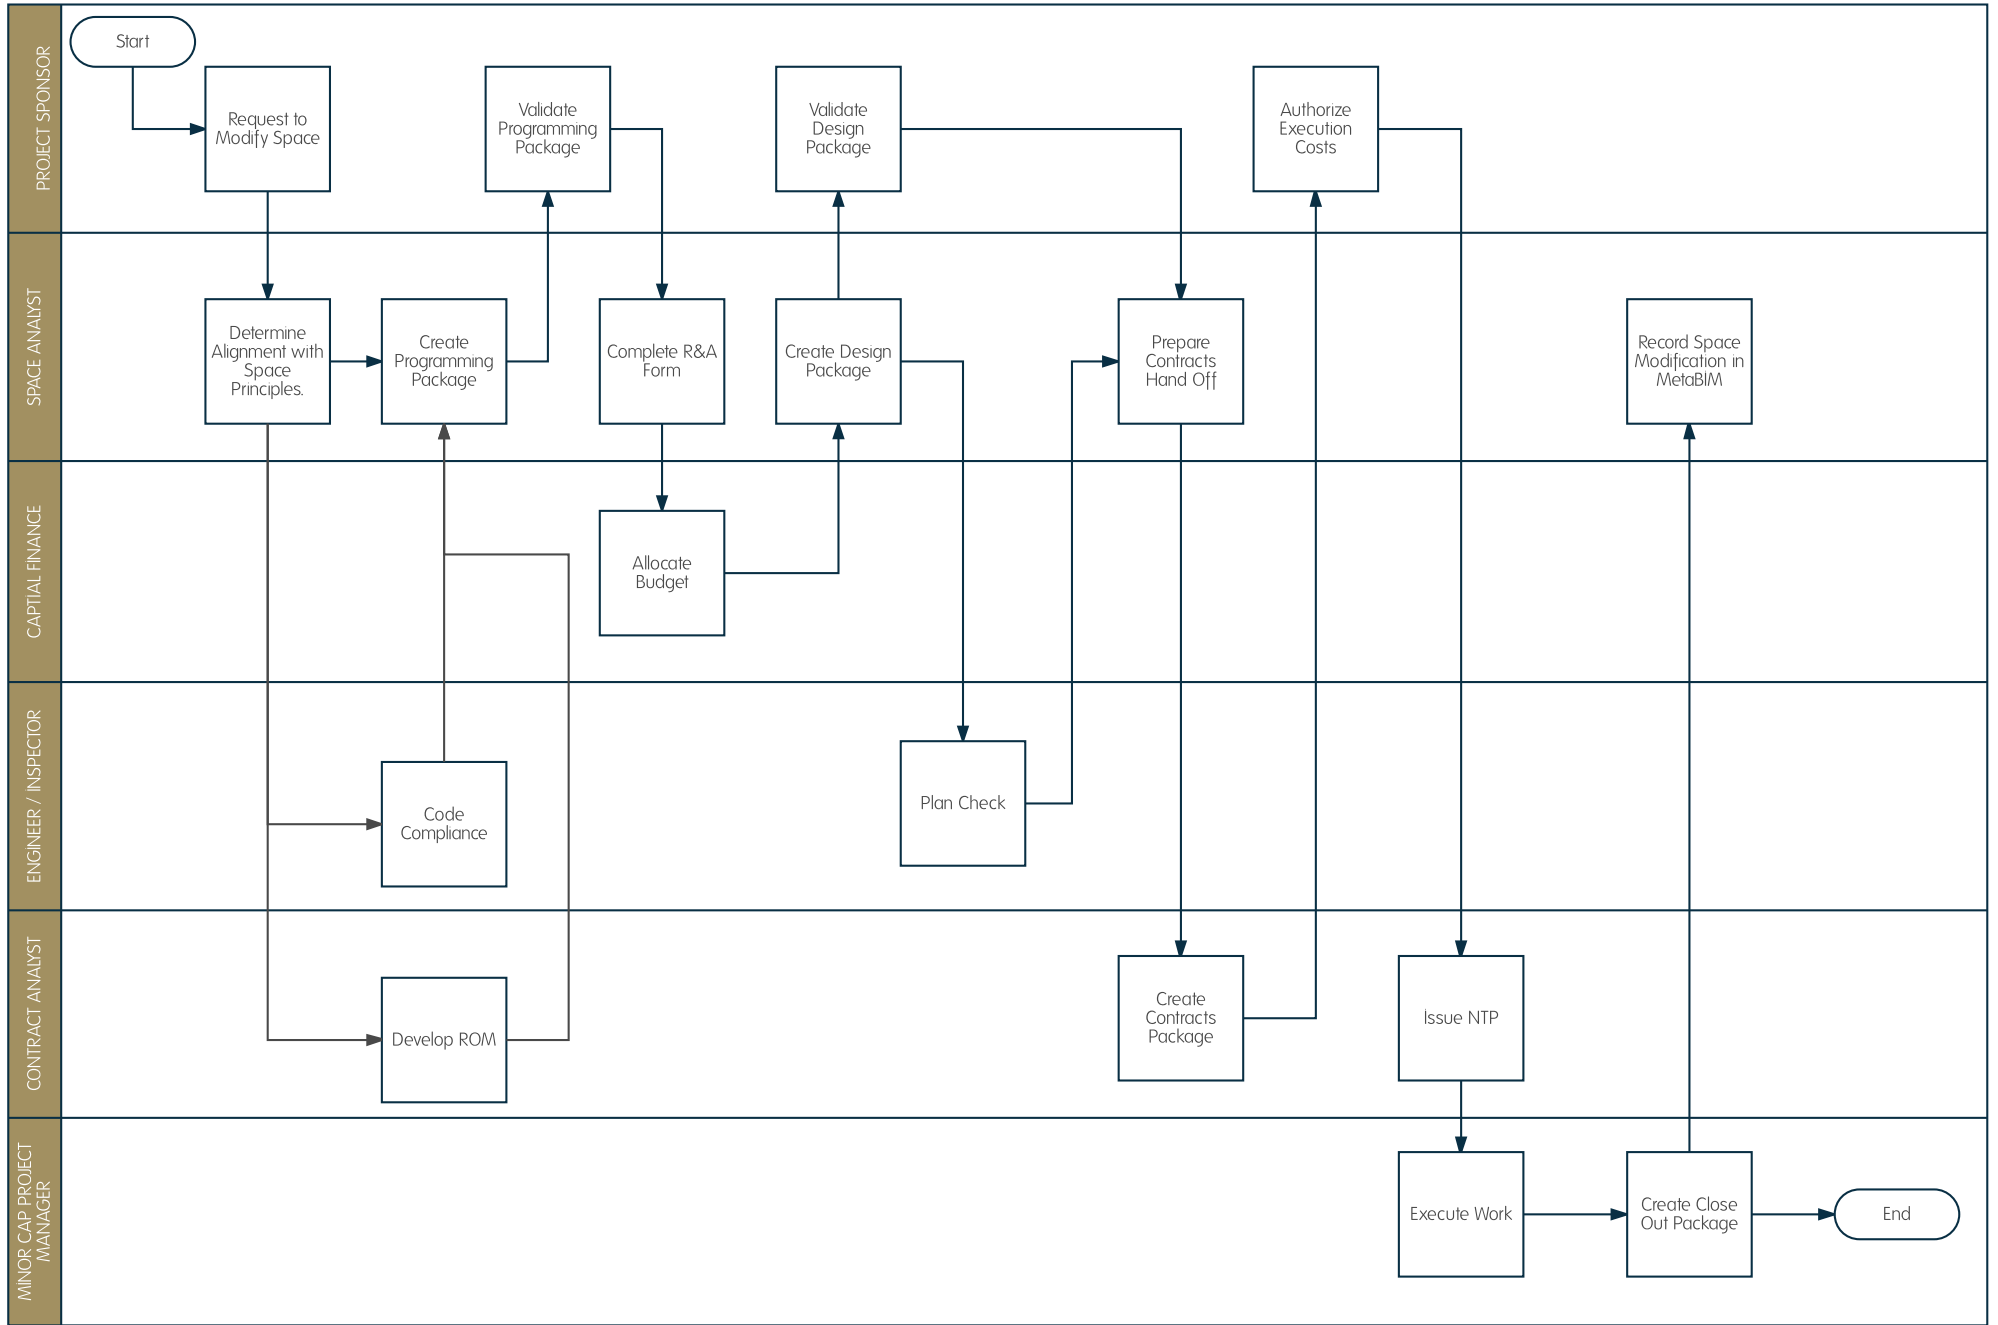 PROJECT SPONSOR
Start
Request to
Modify Space
Validate
Programming
Package
Validate
Design
Package
Authorize
Execution
Costs
SPACE ANALYST
Determine
Alignment with
Space
Principles.
Create
Programming
Package
Complete R&A
Form
Create Design
Package
Prepare
Contracts
Hand Off
Record Space
Modification in
MetaBIM
CAPTIAL FINANCE
Allocate
Budget
ENGINEER / INSPECTOR
Code
Compliance
Plan Check
CONTRACT ANALYST
Develop ROM
Create
Contracts
Package
Issue NTP
MINOR CAP PROJECT
MANAGER
Execute Work
Create Close
Out Package
End